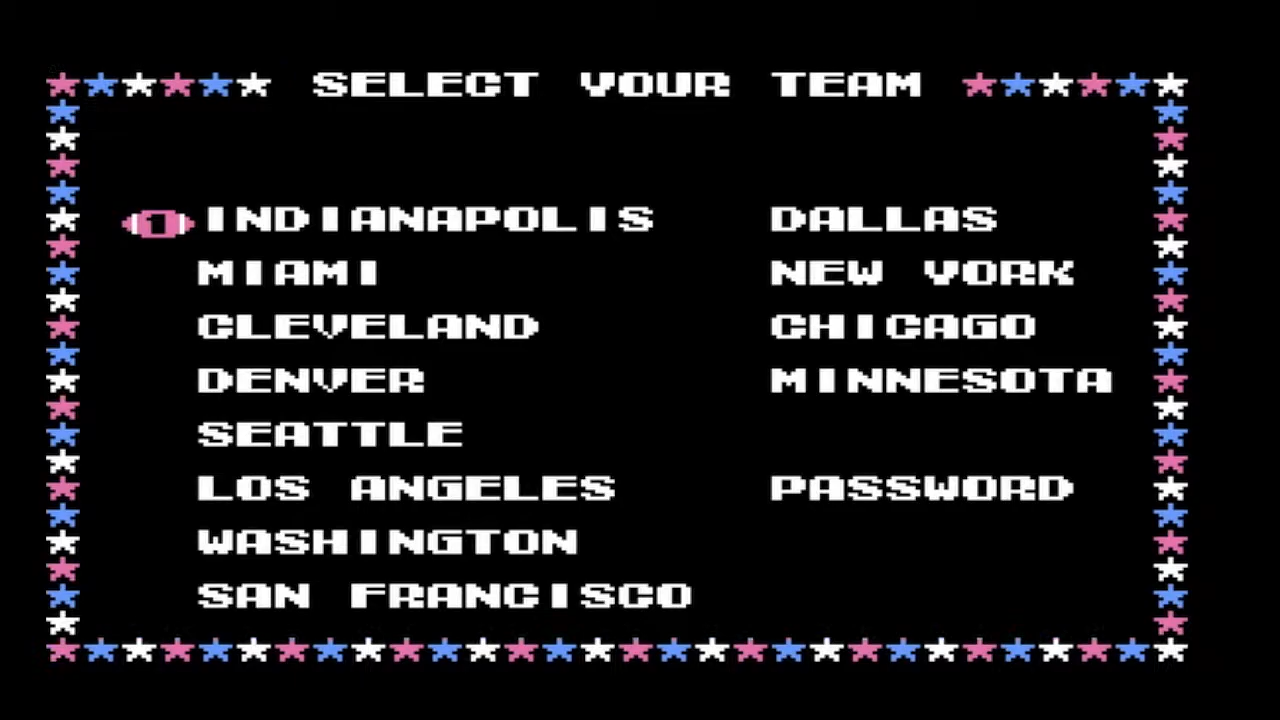 SELECT YOUR TEAM
1 INDIANAPOLIS DALLAS
MIAMI NEW YORK
CLEVELAND CHICAGO
DENVER MINNESOTA
SEATTLE
LOS ANGELES PASSWORD
WASHINGTON
SAN FRANCISCO